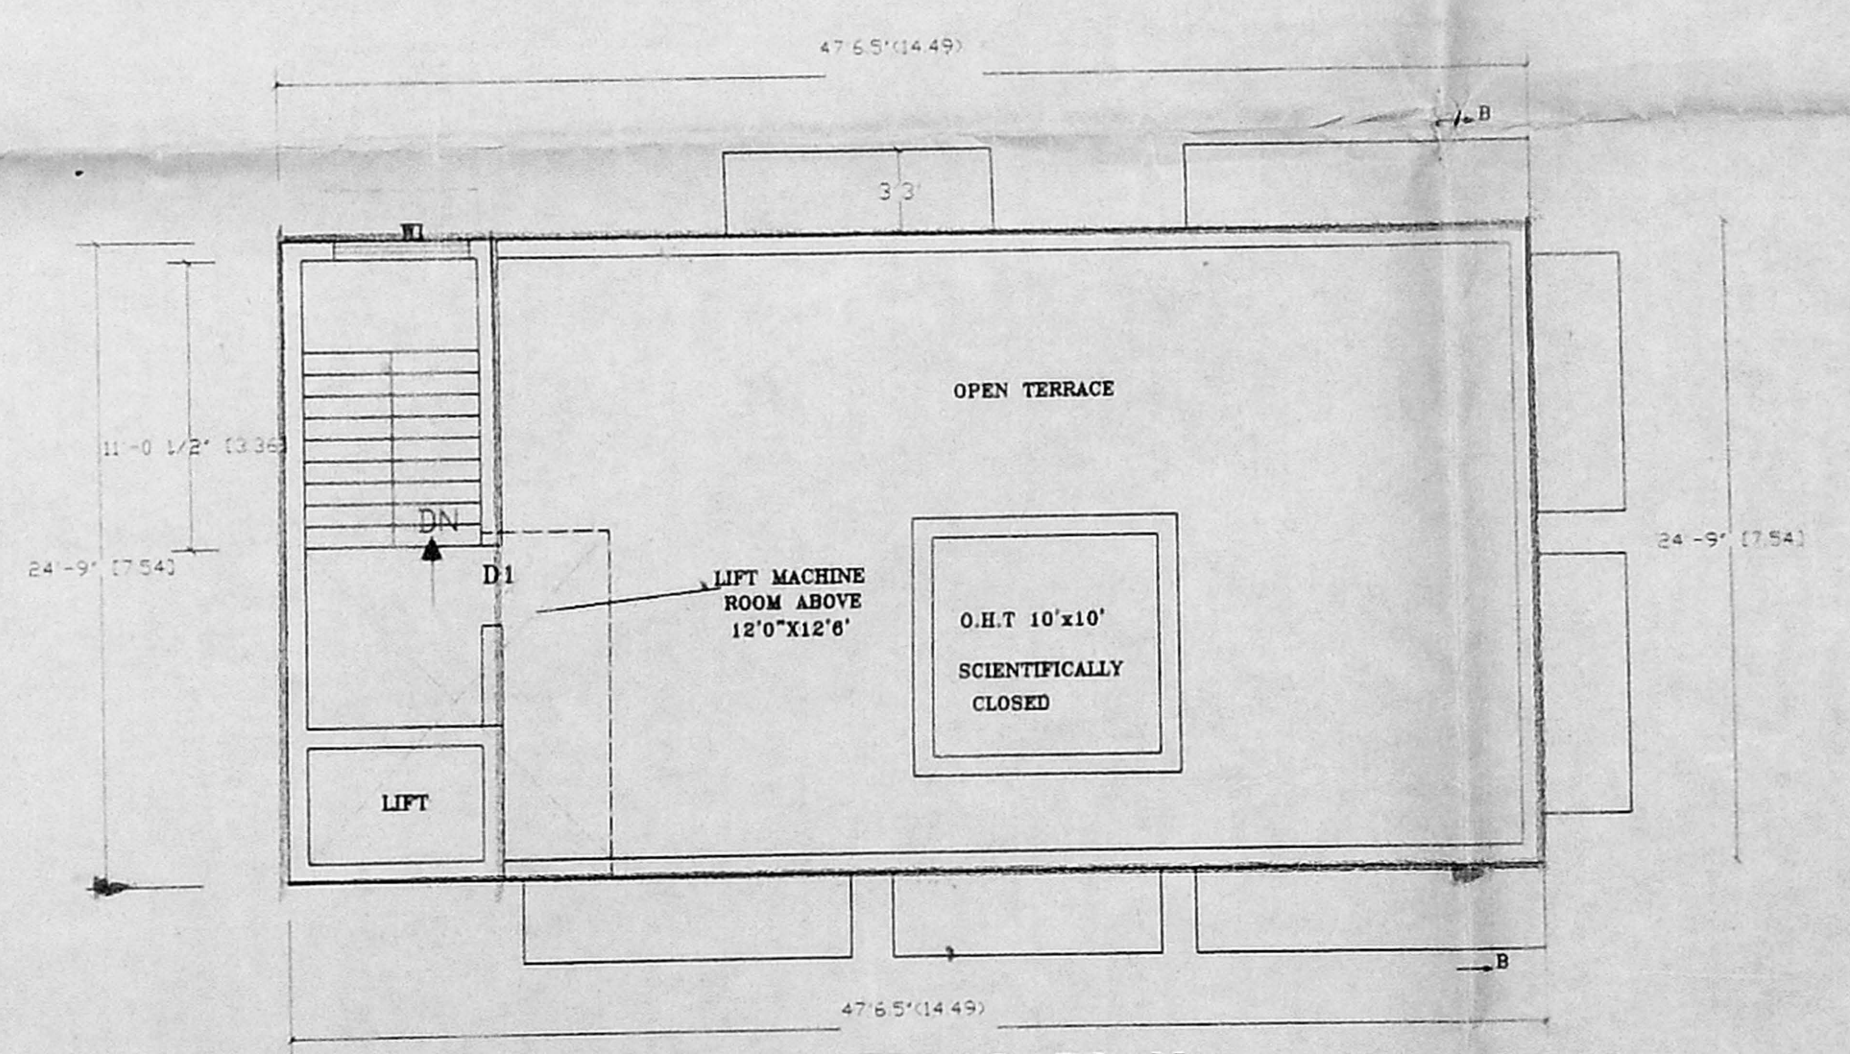 47'6.5"(14.49)
B
3'3'
W1
OPEN TERRACE
11'-0 1/2" [3.36]
DN
24'-9" [7.54]
24'-9" [7.54]
D1
LIFT MACHINE
ROOM ABOVE
12'0"X12'6'
O.H.T 10'x10'
SCIENTIFICALLY
CLOSED
LIFT
B
47'6.5"(14.49)